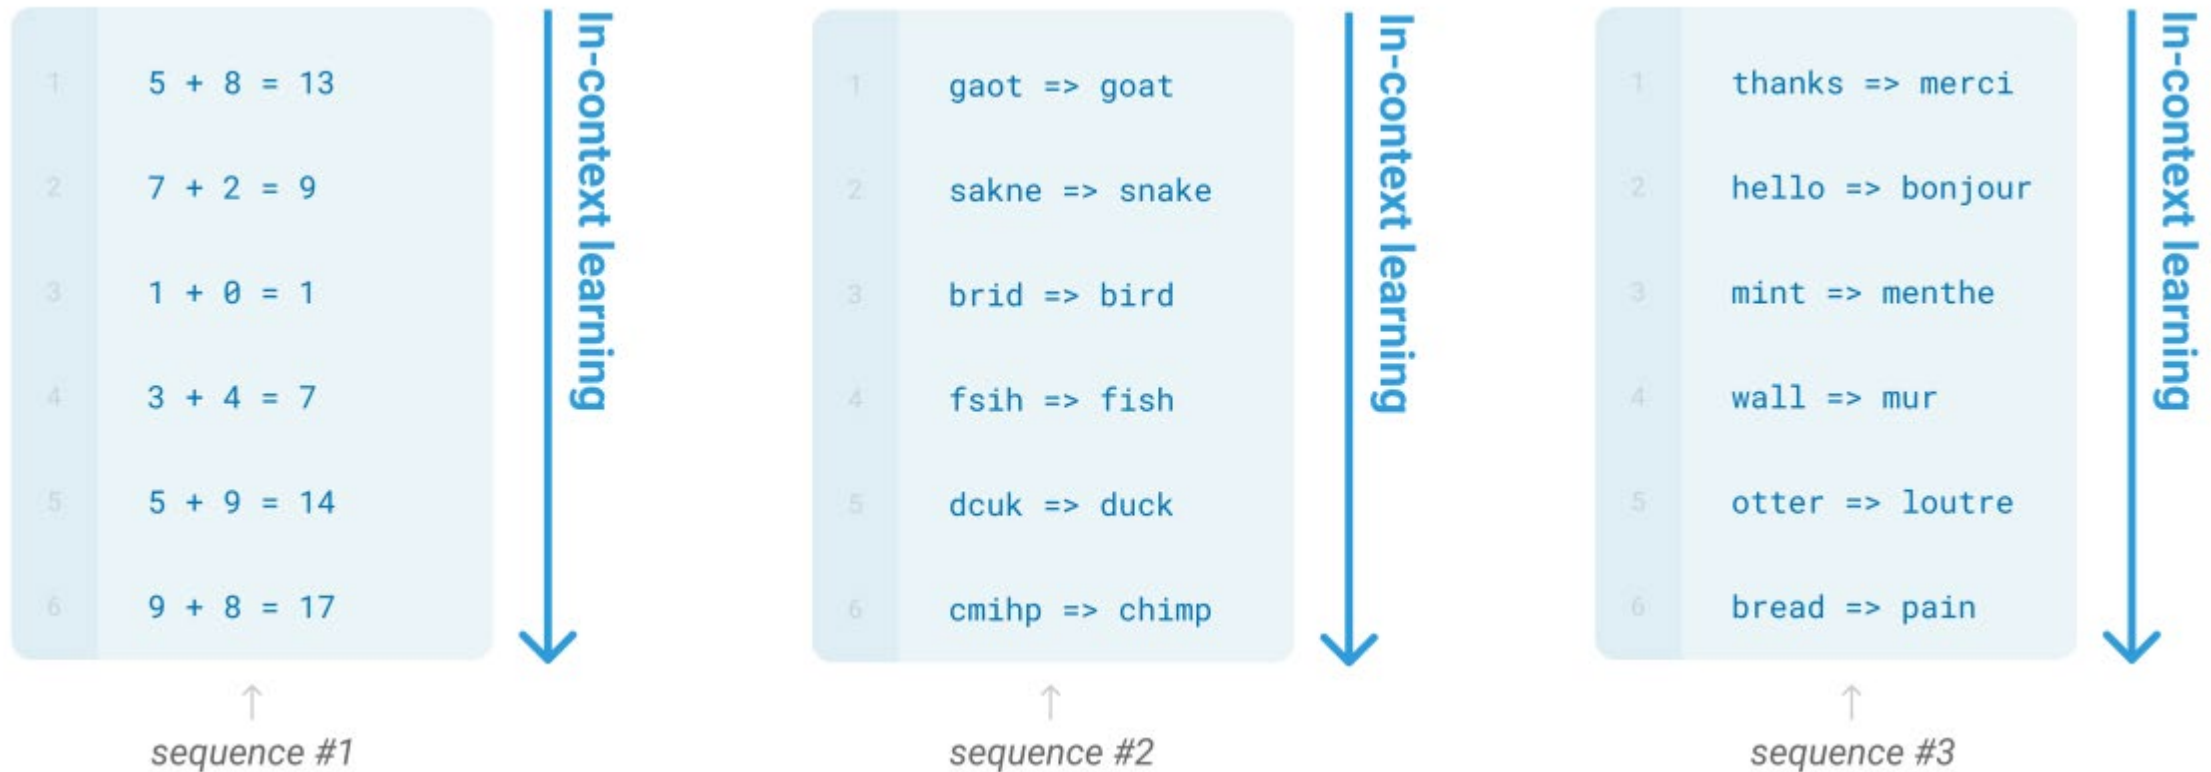 1 5 + 8 = 13
2 7 + 2 = 9
3 1 + 0 = 1
4 3 + 4 = 7
5 5 + 9 = 14
6 9 + 8 = 17
In-context learning
sequence #1
1 gaot => goat
2 sakne => snake
3 brid => bird
4 fsih => fish
5 dcuk => duck
6 cmihp => chimp
In-context learning
sequence #2
1 thanks => merci
2 hello => bonjour
3 mint => menthe
4 wall => mur
5 otter => loutre
6 bread => pain
In-context learning
sequence #3